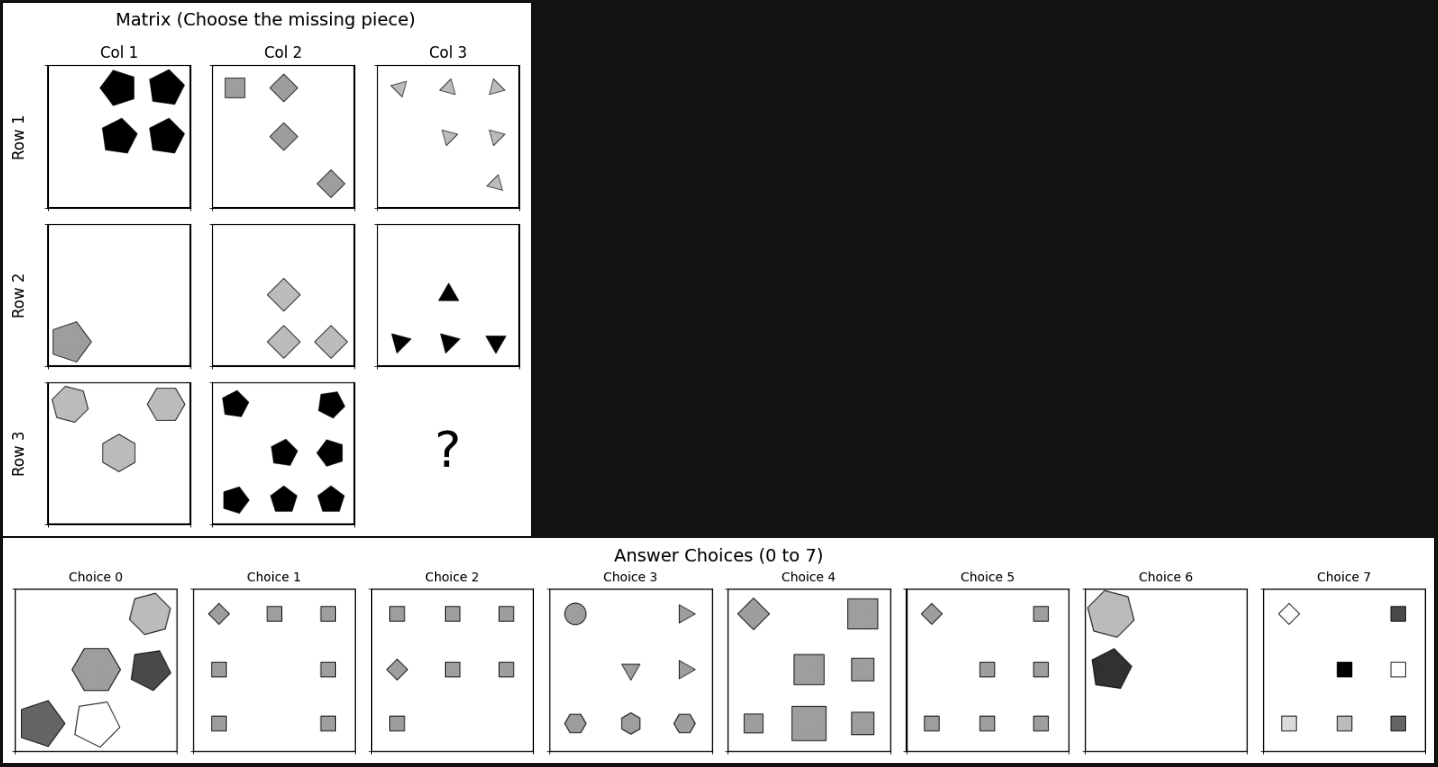 Matrix (Choose the missing piece)
Col 1 Col 2 Col 3
Row 1
Row 2
Row 3
?
Answer Choices (0 to 7)
Choice 0 Choice 1 Choice 2 Choice 3 Choice 4 Choice 5 Choice 6 Choice 7